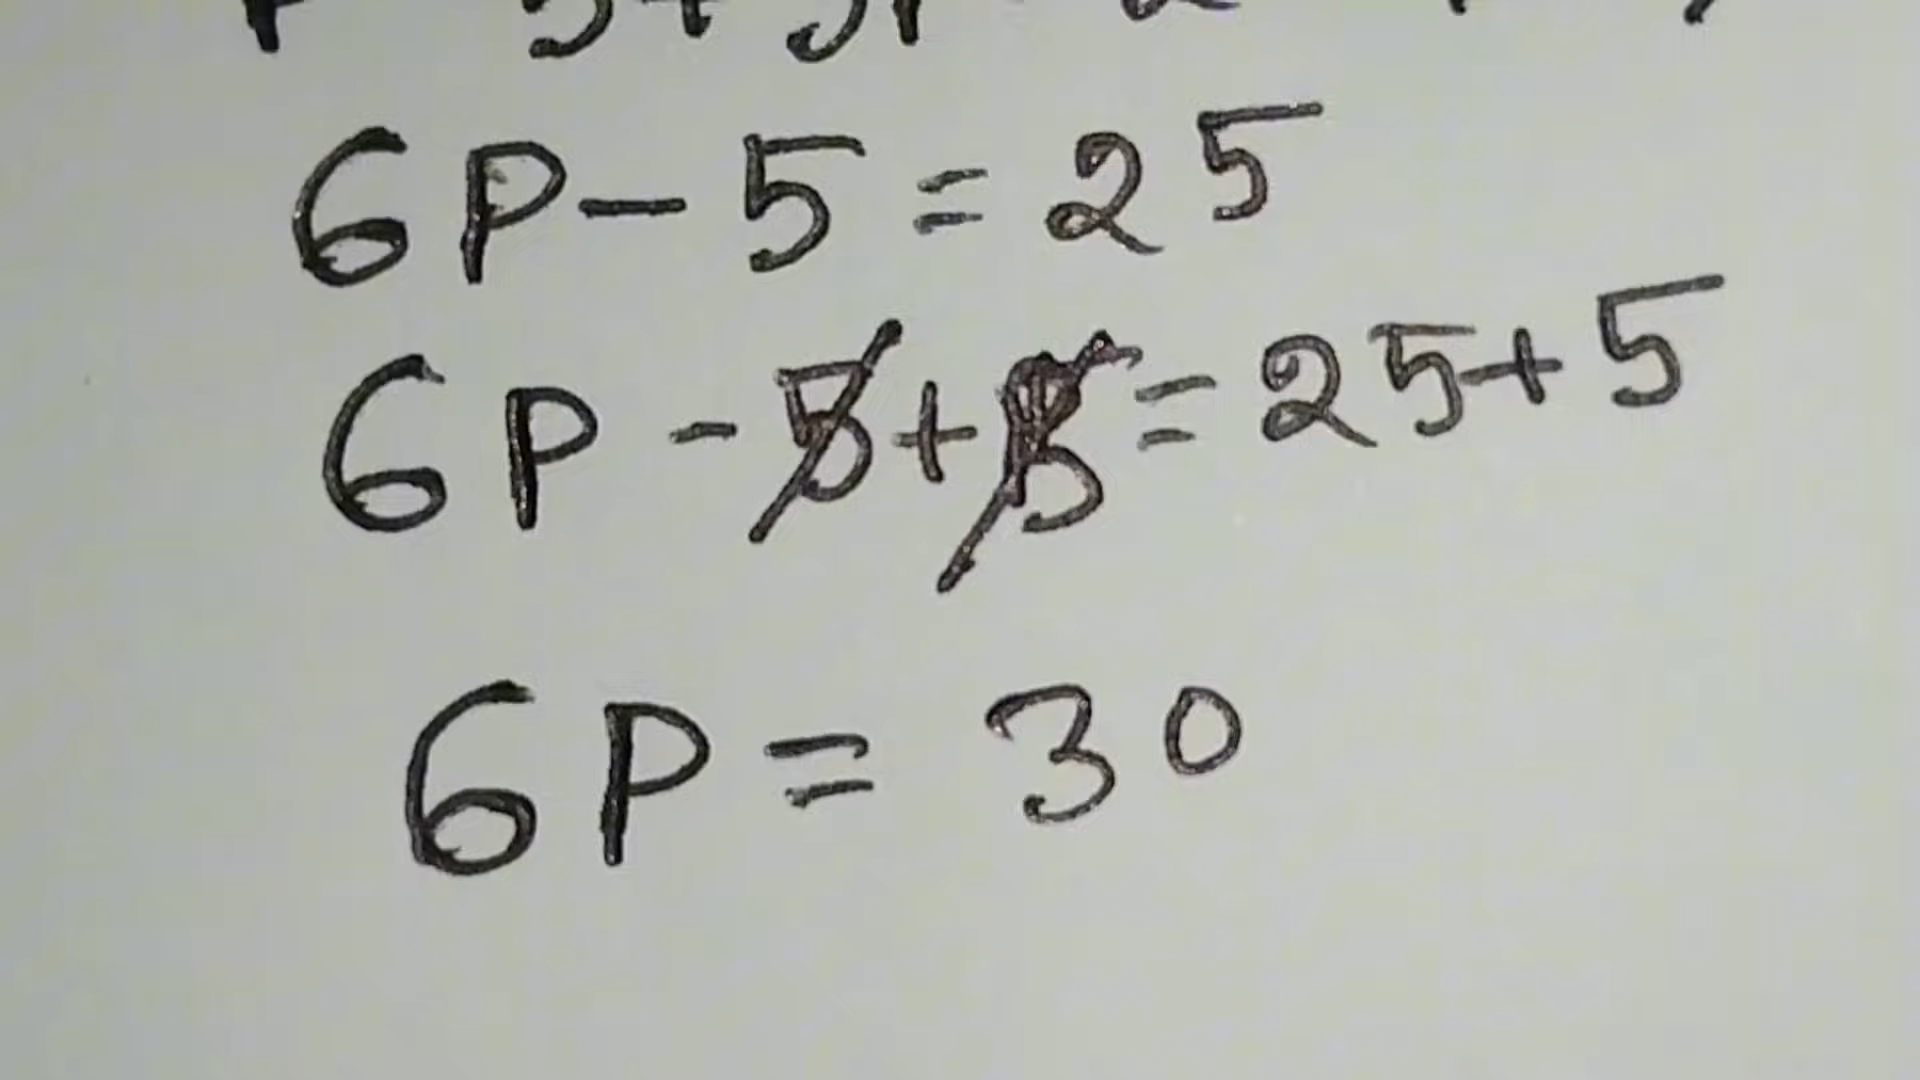 6P - 5 = 25
6P - 5 + 5 = 25 + 5
6P = 30